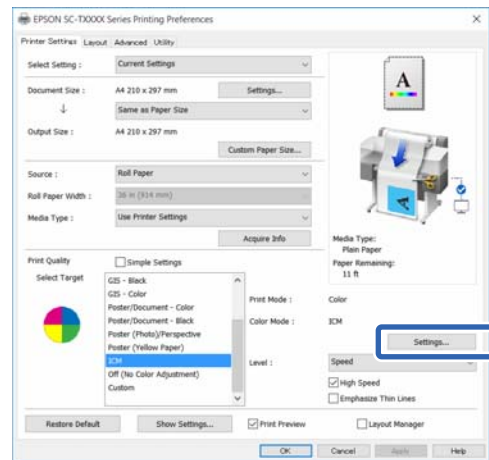 EPSON SC-TXXXX Series Printing Preferences
Printer Settings Layout Advanced Utility
Select Setting : Current Settings
Document Size : A4 210 x 297 mm Settings...
Same as Paper Size
Output Size : A4 210 x 297 mm
Custom Paper Size...
Source : Roll Paper
Roll Paper Width : 36 in (914 mm)
Media Type : Use Printer Settings
Acquire Info
A
Media Type:
Plain Paper
Paper Remaining:
11 ft
Print Quality Simple Settings
Select Target
GIS - Black
GIS - Color
Poster/Document - Color
Poster/Document - Black
Poster (Photo)/Perspective
Poster (Yellow Paper)
ICM
Off (No Color Adjustment)
Custom
Print Mode : Color
Color Mode : ICM
Settings...
Level : Speed
High Speed
Emphasize Thin Lines
Restore Default Show Settings... Print Preview Layout Manager
OK Cancel Apply Help